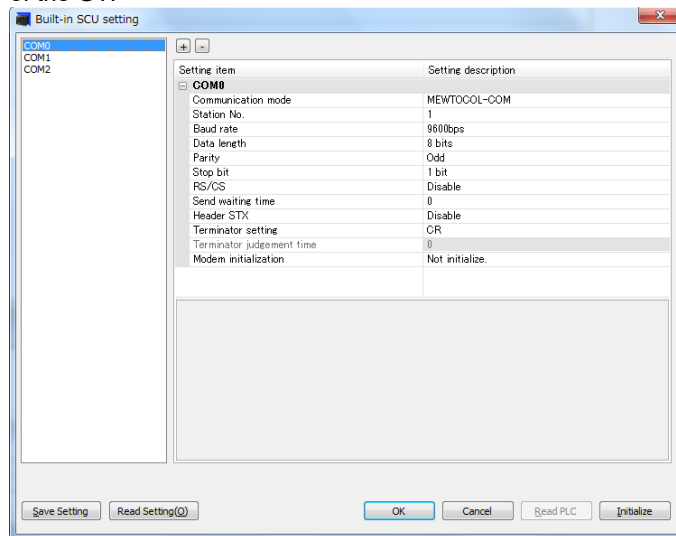 Built-in SCU setting
COM0
COM1
COM2
+ -
Setting item Setting description
COM0
Communication mode MEWTOCOL-COM
Station No. 1
Baud rate 9600bps
Data length 8 bits
Parity Odd
Stop bit 1 bit
RS/CS Disable
Send waiting time 0
Header STX Disable
Terminator setting CR
Terminator judgement time 0
Modem initialization Not initialize.
Save Setting Read Setting(O) OK Cancel Read PLC Initialize